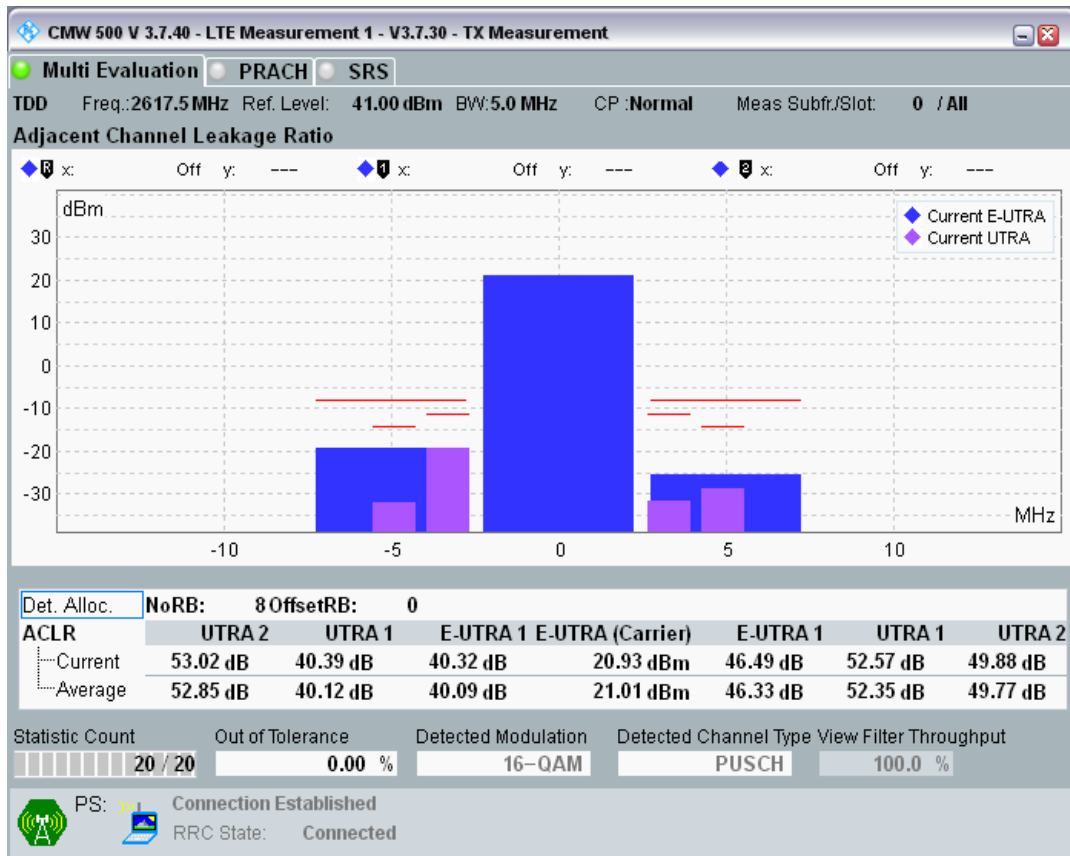 CMW 500 V 3.7.40 - LTE Measurement 1 - V3.7.30 - TX Measurement
Multi Evaluation PRACH SRS
TDD Freq.:2617.5 MHz Ref. Level: 41.00 dBm BW:5.0 MHz CP :Normal Meas Subfr./Slot: 0 / All
Adjacent Channel Leakage Ratio
R x: Off y: --- 1 x: Off y: --- 2 x: Off y: ---
dBm
Current E-UTRA
Current UTRA
30
20
10
0
-10
-20
-30
MHz
-10 -5 0 5 10
Det. Alloc. NoRB: 8 OffsetRB: 0
ACLR UTRA 2 UTRA 1 E-UTRA 1 E-UTRA (Carrier) E-UTRA 1 UTRA 1 UTRA 2
Current 53.02 dB 40.39 dB 40.32 dB 20.93 dBm 46.49 dB 52.57 dB 49.88 dB
Average 52.85 dB 40.12 dB 40.09 dB 21.01 dBm 46.33 dB 52.35 dB 49.77 dB
Statistic Count Out of Tolerance Detected Modulation Detected Channel Type View Filter Throughput
20 / 20 0.00 % 16-QAM PUSCH 100.0 %
PS: Connection Established
RRC State: Connected